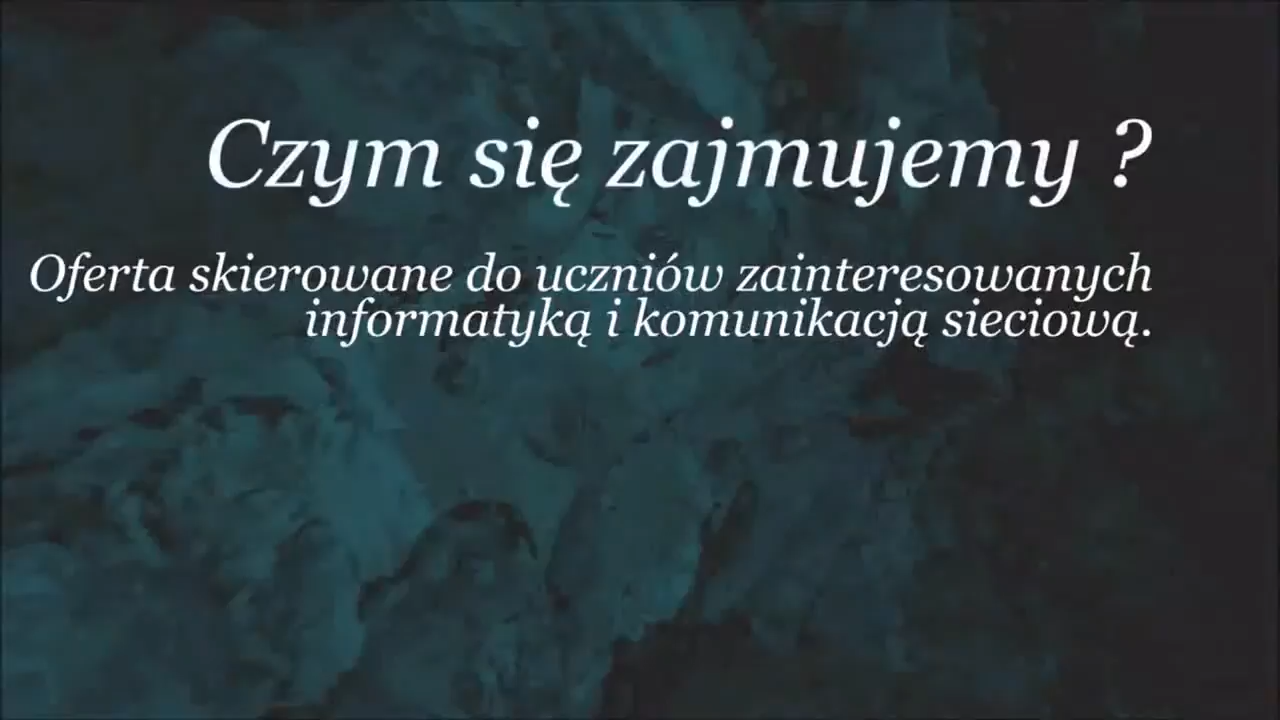 Czym się zajmujemy ?
Oferta skierowane do uczniów zainteresowanych
informatyką i komunikacją sieciową.